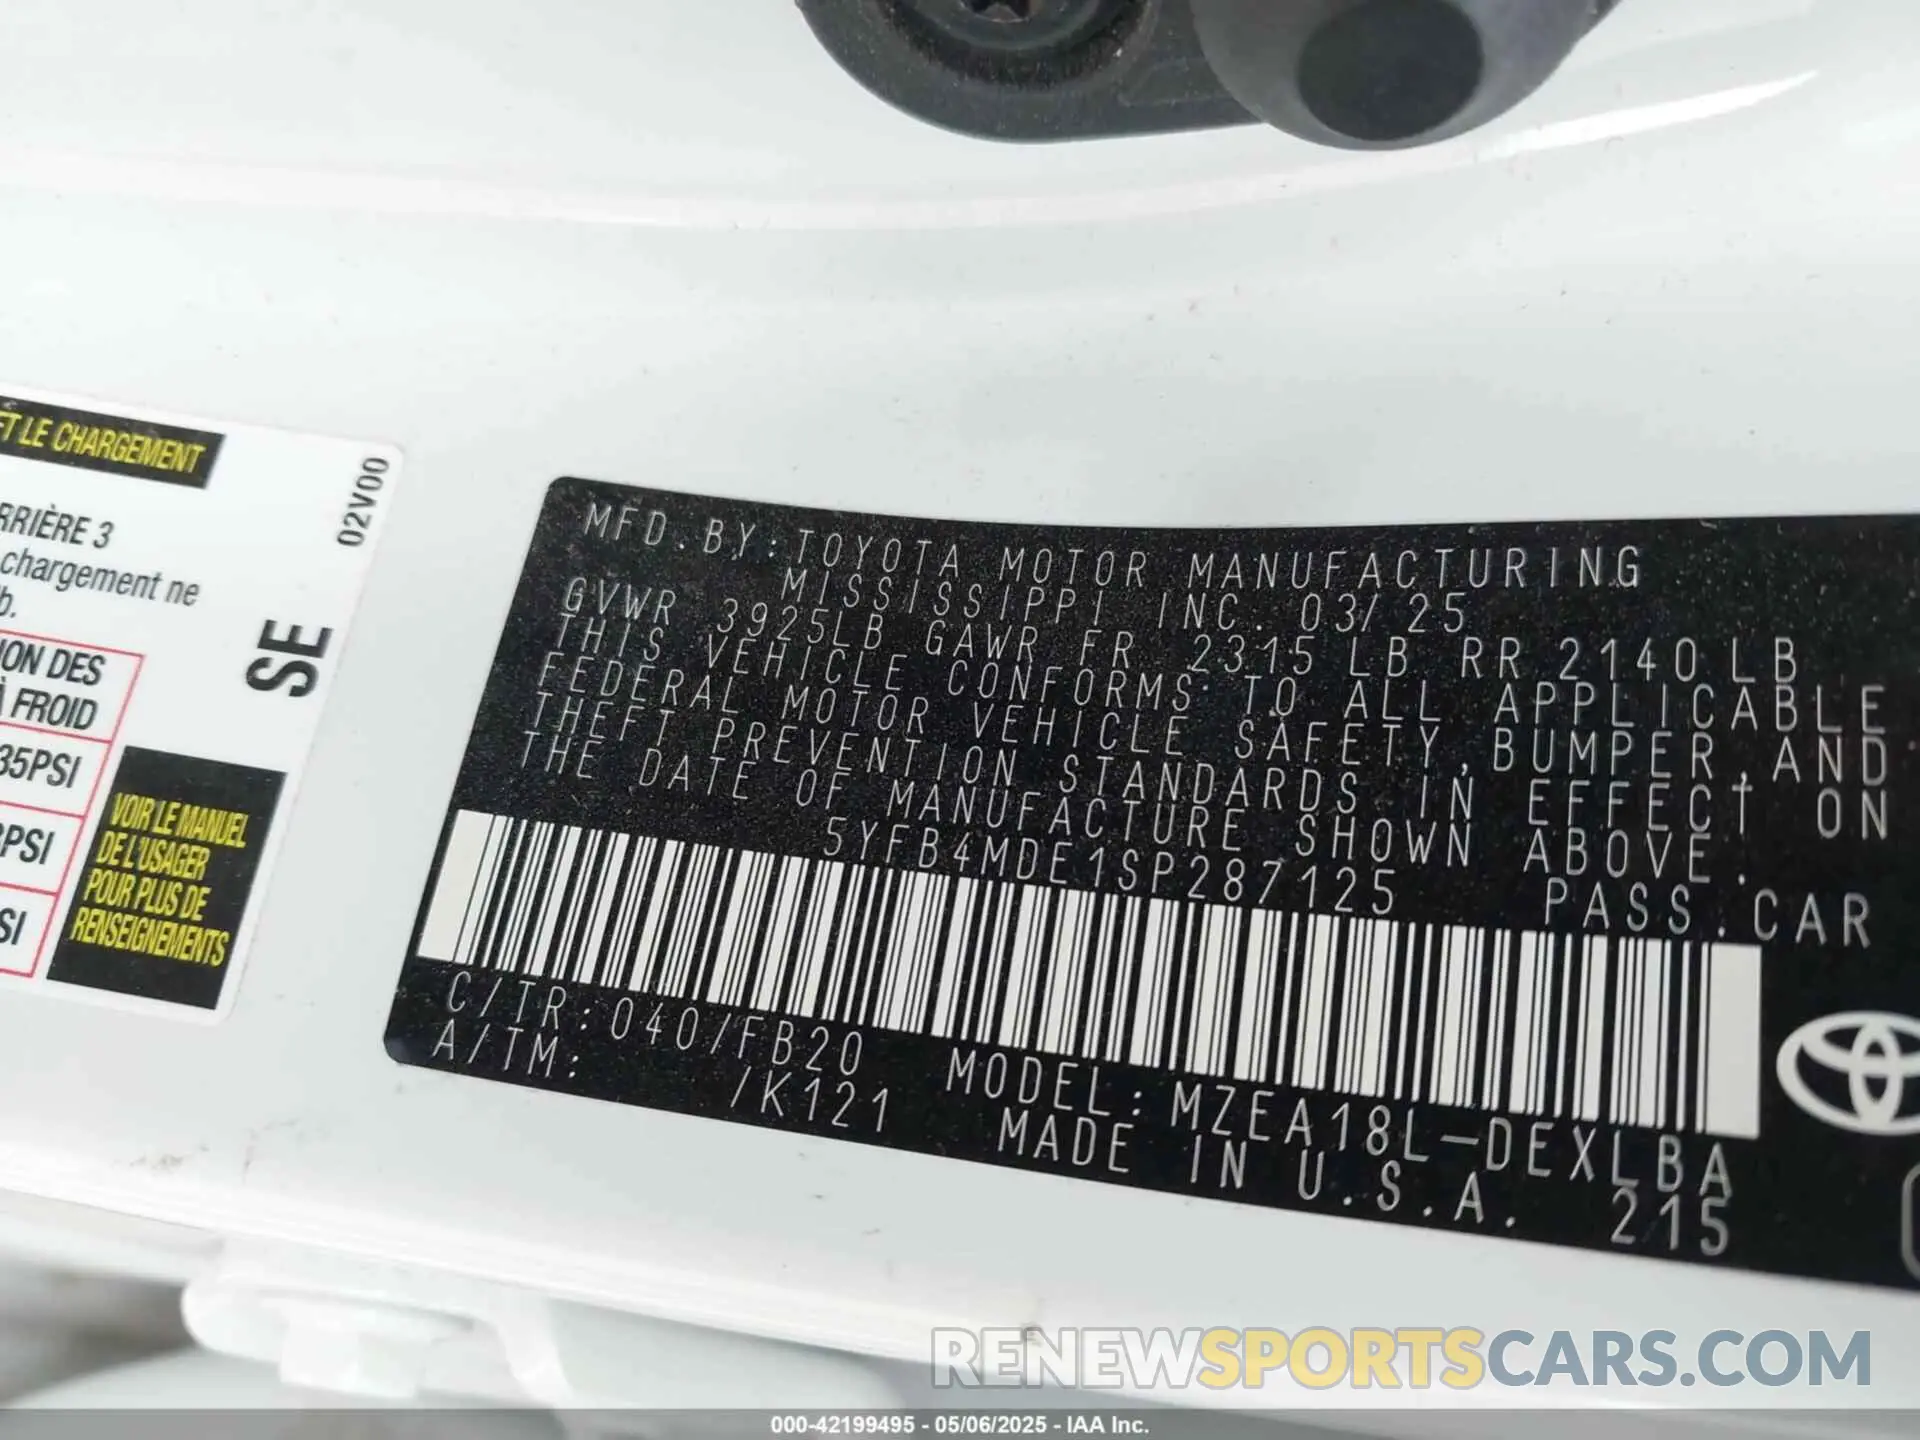 ET LE CHARGEMENT
RRIÈRE 3
chargement ne
lb.
ION DES
À FROID
35PSI
PSI
SI
VOIR LE MANUEL
DE L'USAGER
POUR PLUS DE
RENSEIGNEMENTS
SE
02V00
MFD.BY:TOYOTA MOTOR MANUFACTURING
MISSISSIPPI INC. 03/25
GVWR 3925LB GAWR FR 2315LB RR 2140LB
THIS VEHICLE CONFORMS TO ALL APPLICABLE
FEDERAL MOTOR VEHICLE SAFETY,BUMPER,AND
THEFT PREVENTION STANDARDS IN EFFECT ON
THE DATE OF MANUFACTURE SHOWN ABOVE.
5YFB4MDE1SP287125 PASS.CAR
C/TR:040/FB20 MODEL:MZEA18L-DEXLBA
A/TM: /K121 MADE IN U.S.A. 215
RENEWSPORTSCARS.COM
000-42199495 - 05/06/2025 - IAA Inc.